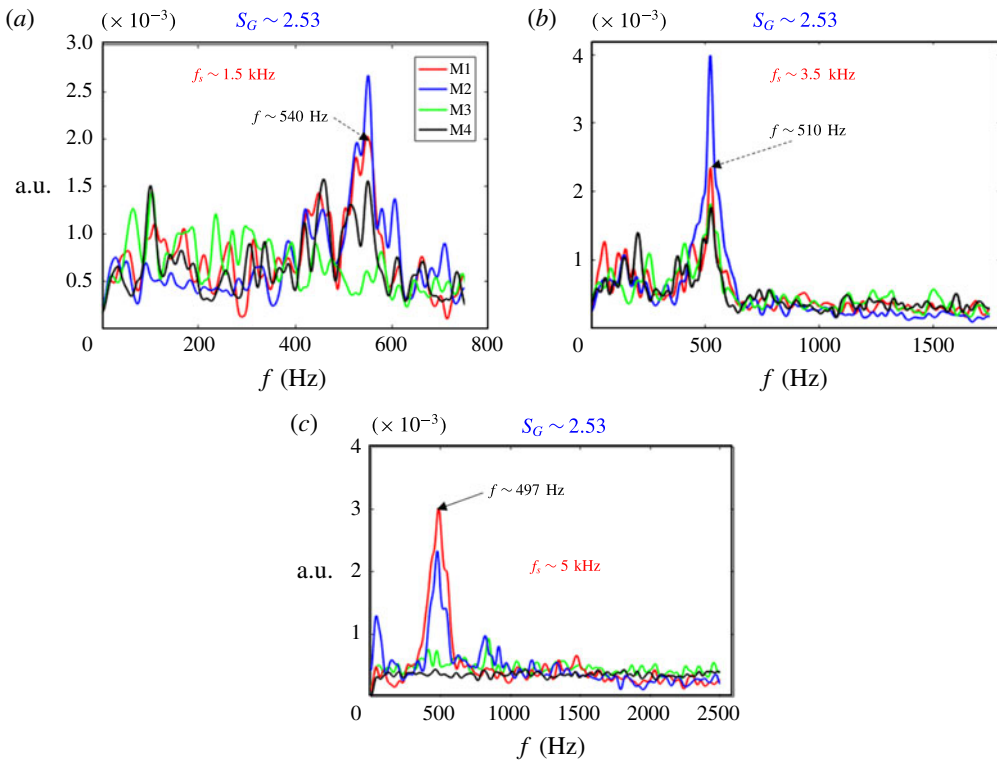 (a) (× 10⁻³) S_G ∼ 2.53
3.0
2.5
2.0
1.5
1.0
0.5
a.u.
f_s ∼ 1.5 kHz
f ∼ 540 Hz
M1
M2
M3
M4
0 200 400 600 800
f (Hz)
(b) (× 10⁻³) S_G ∼ 2.53
4
3
2
1
f_s ∼ 3.5 kHz
f ∼ 510 Hz
0 500 1000 1500
f (Hz)
(c) (× 10⁻³) S_G ∼ 2.53
4
3
2
1
a.u.
f ∼ 497 Hz
f_s ∼ 5 kHz
0 500 1000 1500 2000 2500
f (Hz)